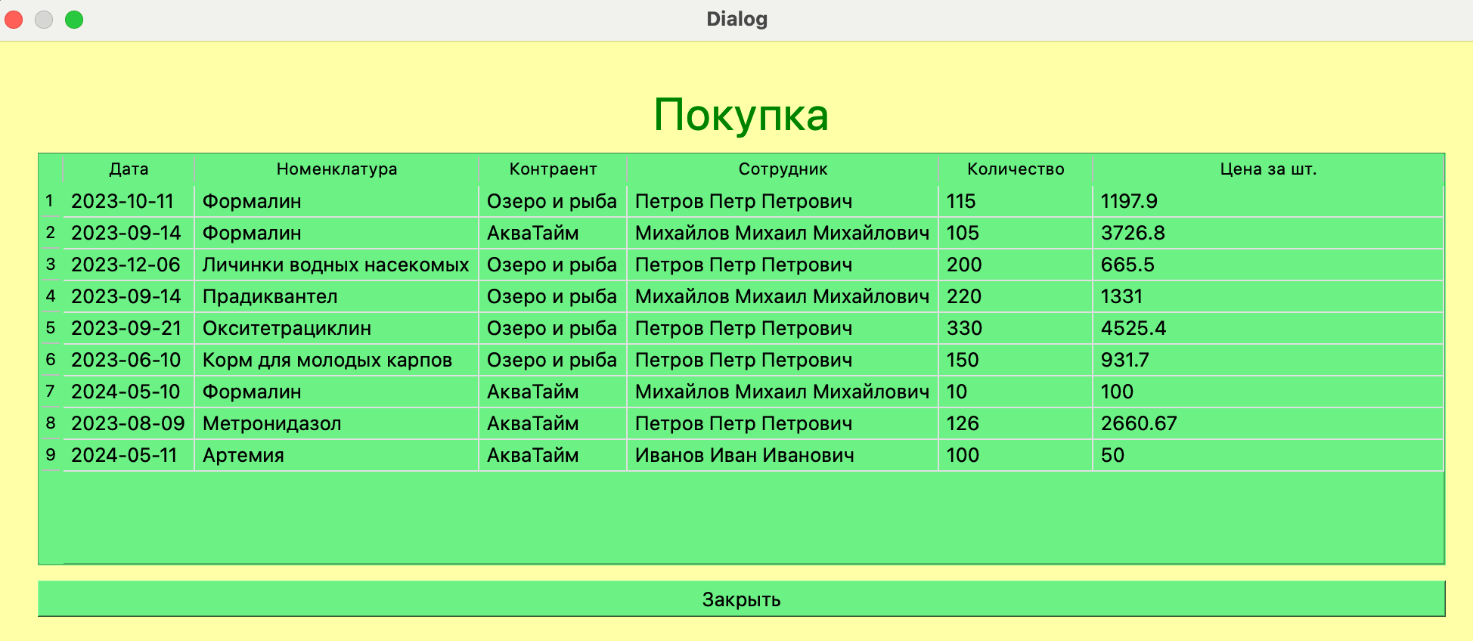 Dialog
Покупка
Дата Номенклатура Контраент Сотрудник Количество Цена за шт.
1 2023-10-11 Формалин Озеро и рыба Петров Петр Петрович 115 1197.9
2 2023-09-14 Формалин АкваТайм Михайлов Михаил Михайлович 105 3726.8
3 2023-12-06 Личинки водных насекомых Озеро и рыба Петров Петр Петрович 200 665.5
4 2023-09-14 Прадиквантел Озеро и рыба Михайлов Михаил Михайлович 220 1331
5 2023-09-21 Окситетрациклин Озеро и рыба Петров Петр Петрович 330 4525.4
6 2023-06-10 Корм для молодых карпов Озеро и рыба Петров Петр Петрович 150 931.7
7 2024-05-10 Формалин АкваТайм Михайлов Михаил Михайлович 10 100
8 2023-08-09 Метронидазол АкваТайм Петров Петр Петрович 126 2660.67
9 2024-05-11 Артемия АкваТайм Иванов Иван Иванович 100 50
Закрыть